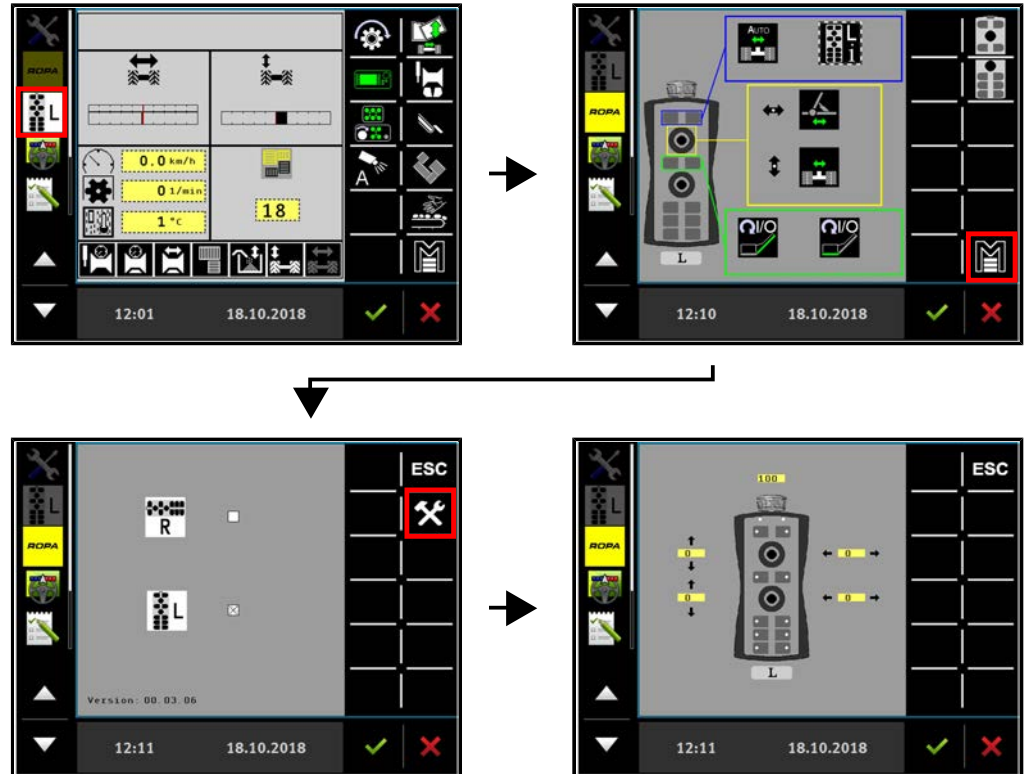 ROPA
L
0.0 km/h
0 1/min
1 °C
18
A
12:01
18.10.2018
L
ROPA
AUTO
L
i
I/O
I/O
L
12:10
18.10.2018
L
ROPA
R
L
Version: 00.03.06
ESC
12:11
18.10.2018
L
ROPA
100
0
0
0
0
L
ESC
12:11
18.10.2018